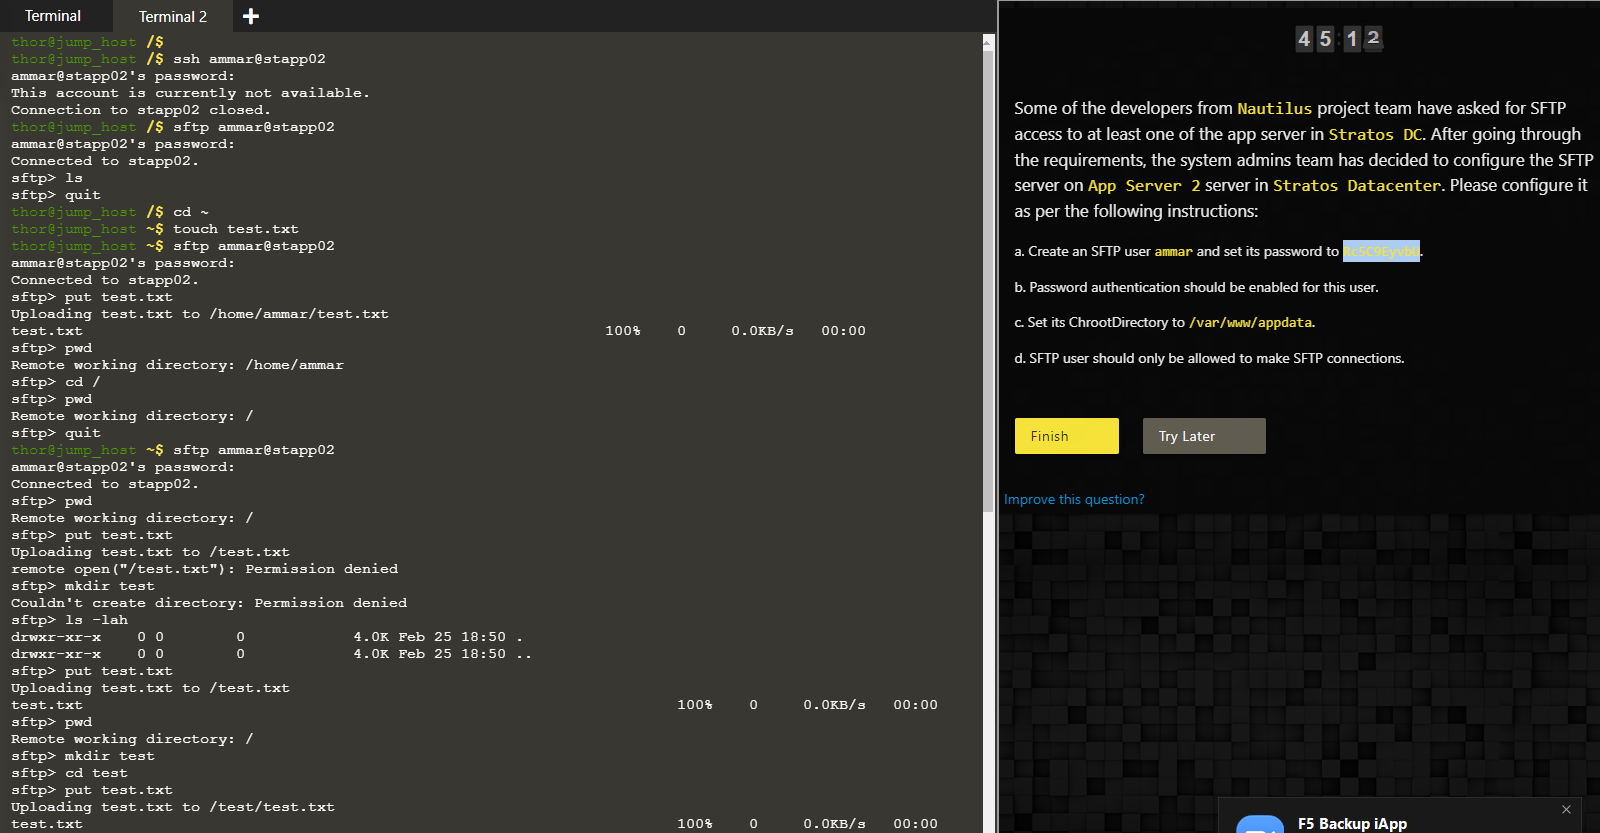 Terminal
Terminal 2
thor@jump_host /$
thor@jump_host /$ ssh ammar@stapp02
ammar@stapp02's password:
This account is currently not available.
Connection to stapp02 closed.
thor@jump_host /$ sftp ammar@stapp02
ammar@stapp02's password:
Connected to stapp02.
sftp> ls
sftp> quit
thor@jump_host /$ cd ~
thor@jump_host ~$ touch test.txt
thor@jump_host ~$ sftp ammar@stapp02
ammar@stapp02's password:
Connected to stapp02.
sftp> put test.txt
Uploading test.txt to /home/ammar/test.txt
test.txt 100% 0 0.0KB/s 00:00
sftp> pwd
Remote working directory: /home/ammar
sftp> cd /
sftp> pwd
Remote working directory: /
sftp> quit
thor@jump_host ~$ sftp ammar@stapp02
ammar@stapp02's password:
Connected to stapp02.
sftp> pwd
Remote working directory: /
sftp> put test.txt
Uploading test.txt to /test.txt
remote open("/test.txt"): Permission denied
sftp> mkdir test
Couldn't create directory: Permission denied
sftp> ls -lah
drwxr-xr-x 0 0 0 4.0K Feb 25 18:50 .
drwxr-xr-x 0 0 0 4.0K Feb 25 18:50 ..
sftp> put test.txt
Uploading test.txt to /test.txt
test.txt 100% 0 0.0KB/s 00:00
sftp> pwd
Remote working directory: /
sftp> mkdir test
sftp> cd test
sftp> put test.txt
Uploading test.txt to /test/test.txt
test.txt 100% 0 0.0KB/s 00:00
45:12
Some of the developers from Nautilus project team have asked for SFTP
access to at least one of the app server in Stratos DC. After going through
the requirements, the system admins team has decided to configure the SFTP
server on App Server 2 server in Stratos Datacenter. Please configure it
as per the following instructions:
a. Create an SFTP user ammar and set its password to
b. Password authentication should be enabled for this user.
c. Set its ChrootDirectory to /var/www/appdata.
d. SFTP user should only be allowed to make SFTP connections.
Finish
Try Later
Improve this question?
F5 Backup iApp